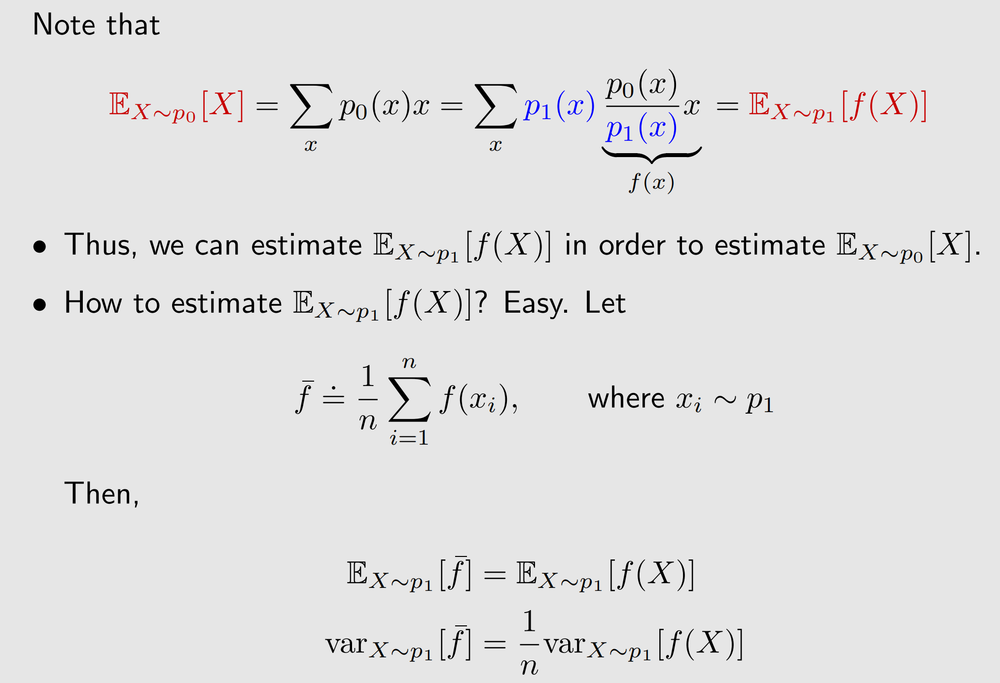 Note that
$\mathbb{E}_{X \sim p_0}[X] = \sum_x p_0(x)x = \sum_x p_1(x) \underbrace{\frac{p_0(x)}{p_1(x)}x}_{f(x)} = \mathbb{E}_{X \sim p_1}[f(X)]$
• Thus, we can estimate $\mathbb{E}_{X \sim p_1}[f(X)]$ in order to estimate $\mathbb{E}_{X \sim p_0}[X]$.
• How to estimate $\mathbb{E}_{X \sim p_1}[f(X)]$? Easy. Let
$\bar{f} \doteq \frac{1}{n} \sum_{i=1}^{n} f(x_i),$ where $x_i \sim p_1$
Then,
$\mathbb{E}_{X \sim p_1}[\bar{f}] = \mathbb{E}_{X \sim p_1}[f(X)]$
$\mathrm{var}_{X \sim p_1}[\bar{f}] = \frac{1}{n} \mathrm{var}_{X \sim p_1}[f(X)]$